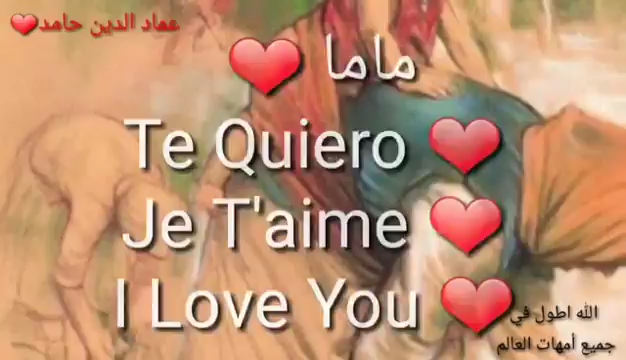 عماد الدين حامد❤
ماما ❤
Te Quiero ❤
Je T'aime ❤
I Love You ❤
الله اطول في
جميع أمهات العالم